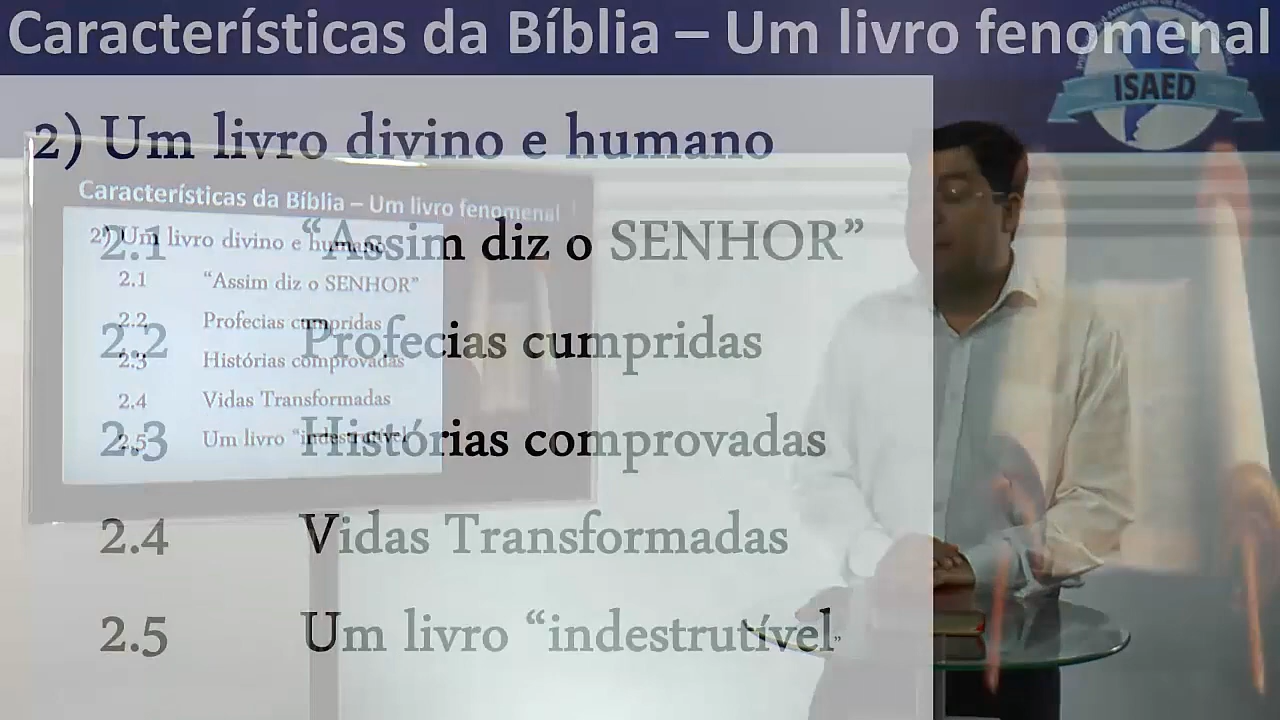 Características da Bíblia – Um livro fenomenal
ISAED
2) Um livro divino e humano
2.1 “Assim diz o SENHOR”
2.2 Profecias cumpridas
2.3 Histórias comprovadas
2.4 Vidas Transformadas
2.5 Um livro “indestrutível”
Características da Bíblia – Um livro fenomenal
2) Um livro divino e humano
2.1 “Assim diz o SENHOR”
2.2 Profecias cumpridas
2.3 Histórias comprovadas
2.4 Vidas Transformadas
2.5 Um livro “indestrutível”